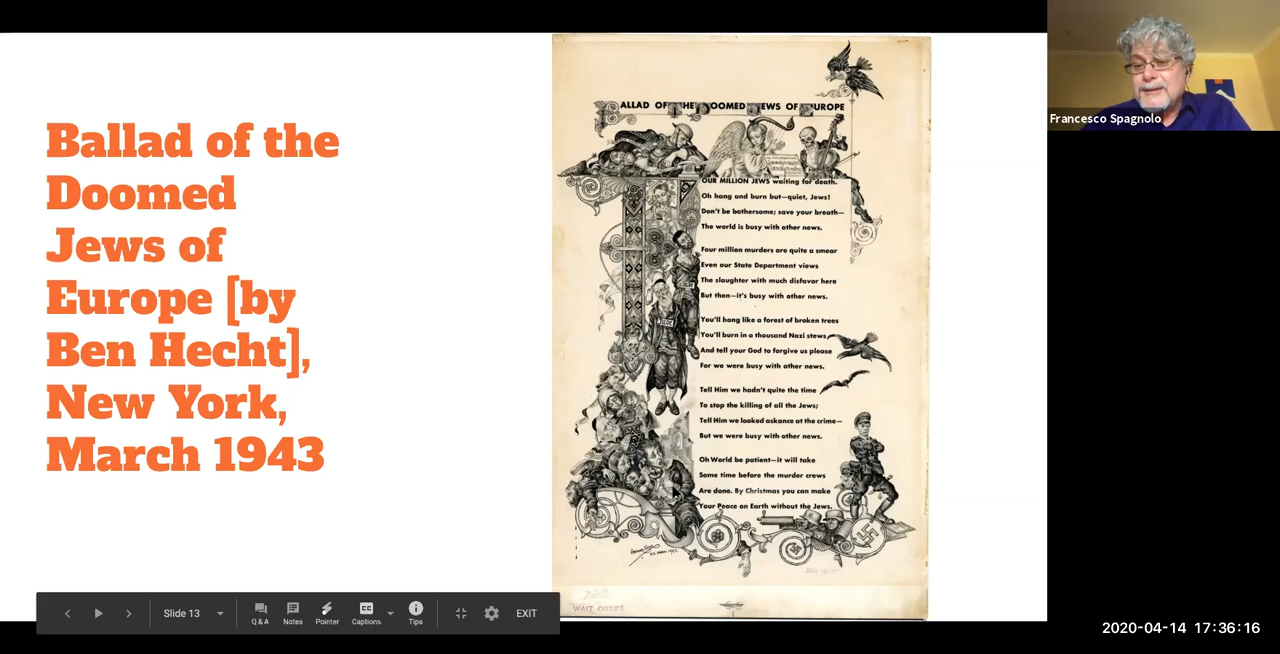 Ballad of the
Doomed
Jews of
Europe [by
Ben Hecht],
New York,
March 1943
ALLAD OF THE DOOMED JEWS OF EUROPE
OUR MILLION JEWS waiting for death.
Oh hang and burn but—quiet, Jews!
Don't be bothersome; save your breath—
The world is busy with other news.
Four million murders are quite a smear
Even our State Department views
The slaughter with much disfavor here
But then—it's busy with other news.
You'll hang like a forest of broken trees
You'll burn in a thousand Nazi stews
And tell your God to forgive us please
For we were busy with other news.
Tell Him we hadn't quite the time
To stop the killing of all the Jews;
Tell Him we looked askance at the crime—
But we were busy with other news.
Oh World be patient—it will take
Some time before the murder crews
Are done. By Christmas you can make
Your Peace on Earth without the Jews.
BEN HECHT
WAIT ORDER
Francesco Spagnolo
Slide 13
Q & A
Notes
Pointer
Captions
Tips
EXIT
2020-04-14 17:36:16